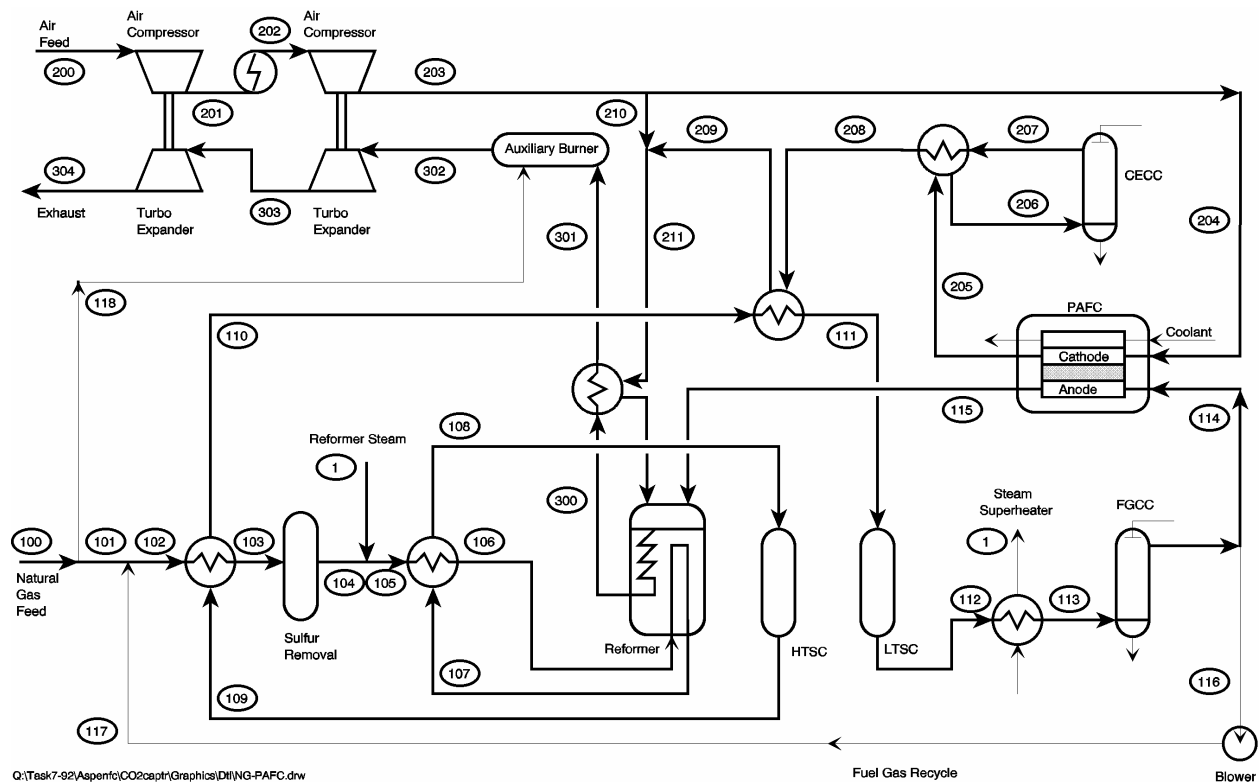 Air
Feed
200
Air
Compressor
202
Air
Compressor
203
201
210
209
208
207
CECC
Auxiliary Burner
302
304
Exhaust
Turbo
Expander
303
Turbo
Expander
206
204
301
211
205
118
110
111
PAFC
Coolant
Cathode
Anode
115
114
108
Reformer Steam
1
300
Steam
Superheater
1
FGCC
100
101
102
103
104
105
106
Natural
Gas
Feed
Sulfur
Removal
Reformer
107
109
HTSC
LTSC
112
113
116
117
Fuel Gas Recycle
Blower
Q:\Task7-92\Aspenfc\CO2captr\Graphics\Dtl\NG-PAFC.drw